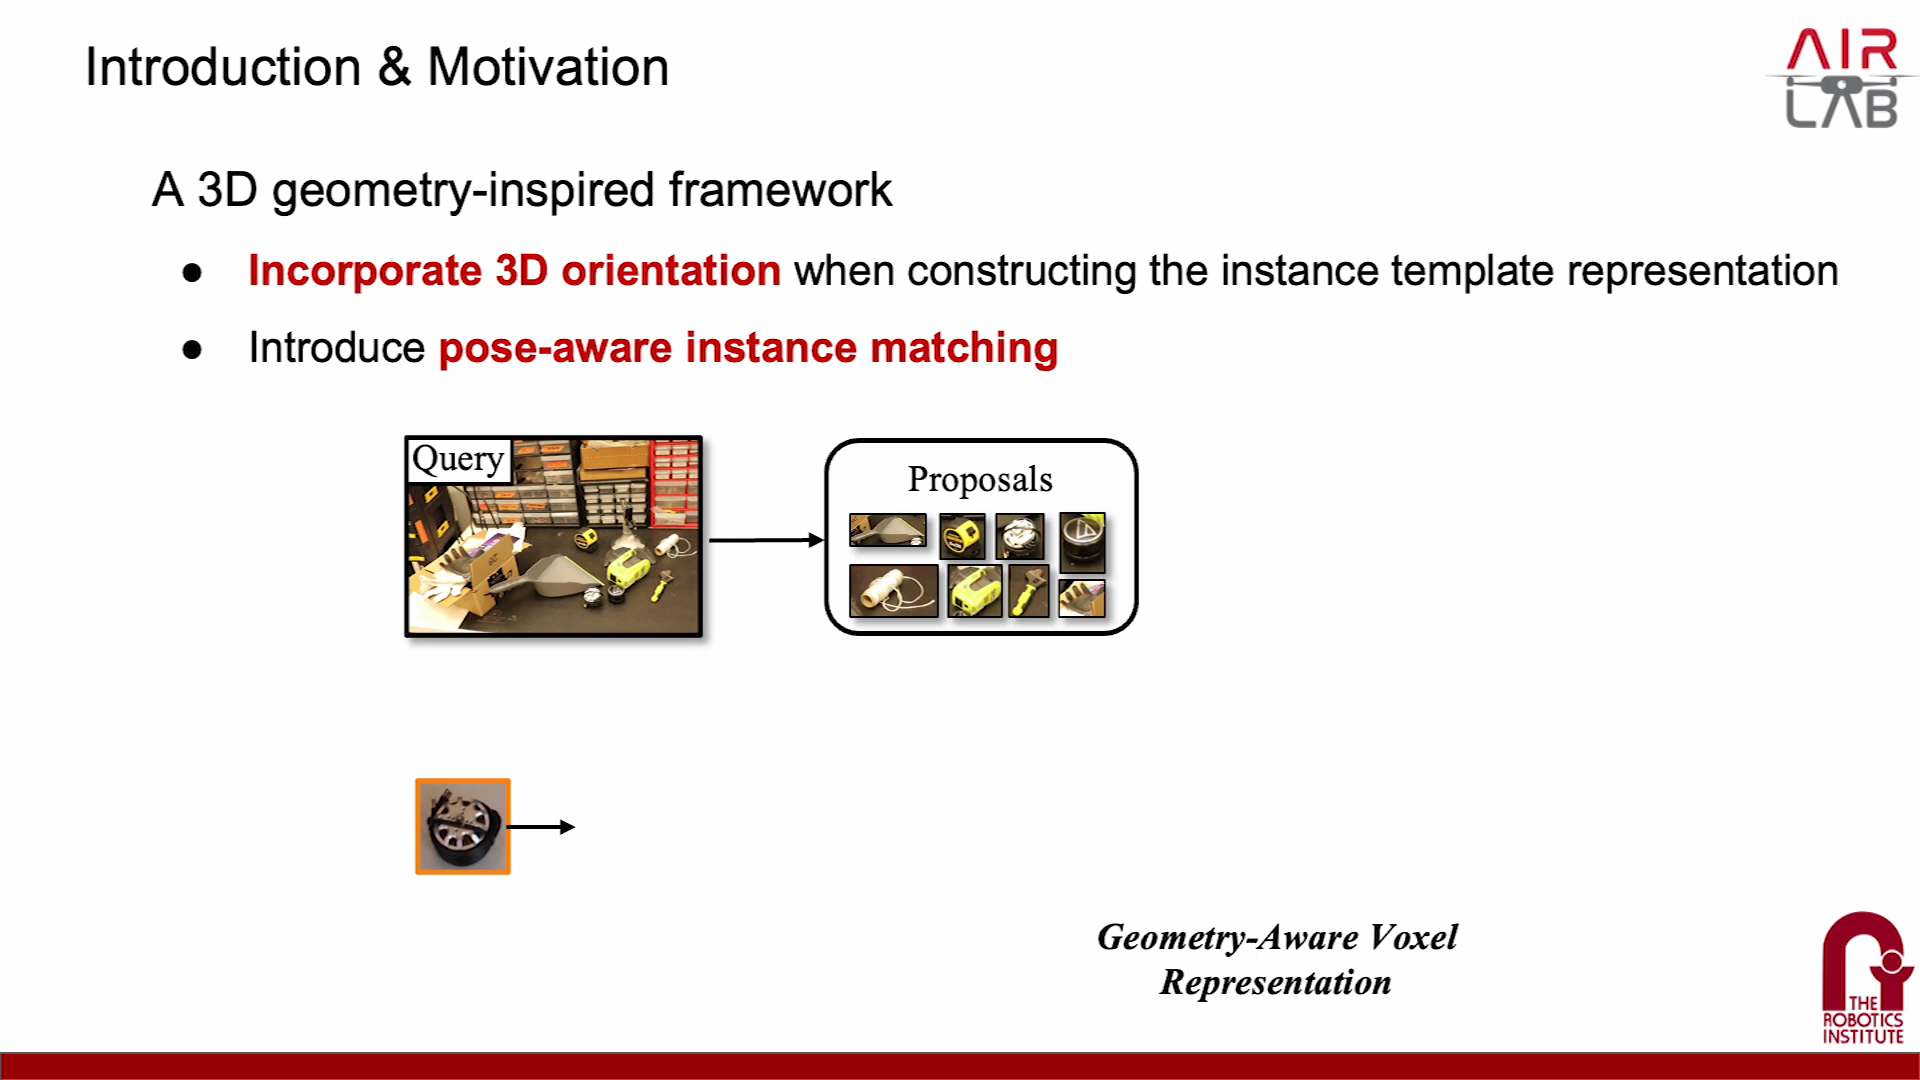 Introduction & Motivation
AIR
LAB
A 3D geometry-inspired framework
● Incorporate 3D orientation when constructing the instance template representation
● Introduce pose-aware instance matching
Query
Proposals
Geometry-Aware Voxel
Representation
THE
ROBOTICS
INSTITUTE